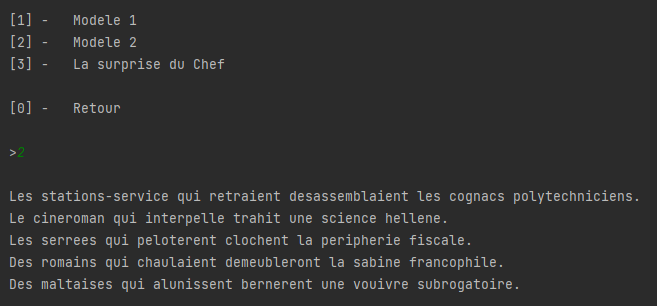 [1] -   Modele 1
[2] -   Modele 2
[3] -   La surprise du Chef
[0] -   Retour
>2
Les stations-service qui retraient desassemblaient les cognacs polytechniciens.
Le cineroman qui interpelle trahit une science hellene.
Les serrees qui peloterent clochent la peripherie fiscale.
Des romains qui chaulaient demeubleront la sabine francophile.
Des maltaises qui alunissent bernerent une vouivre subrogatoire.